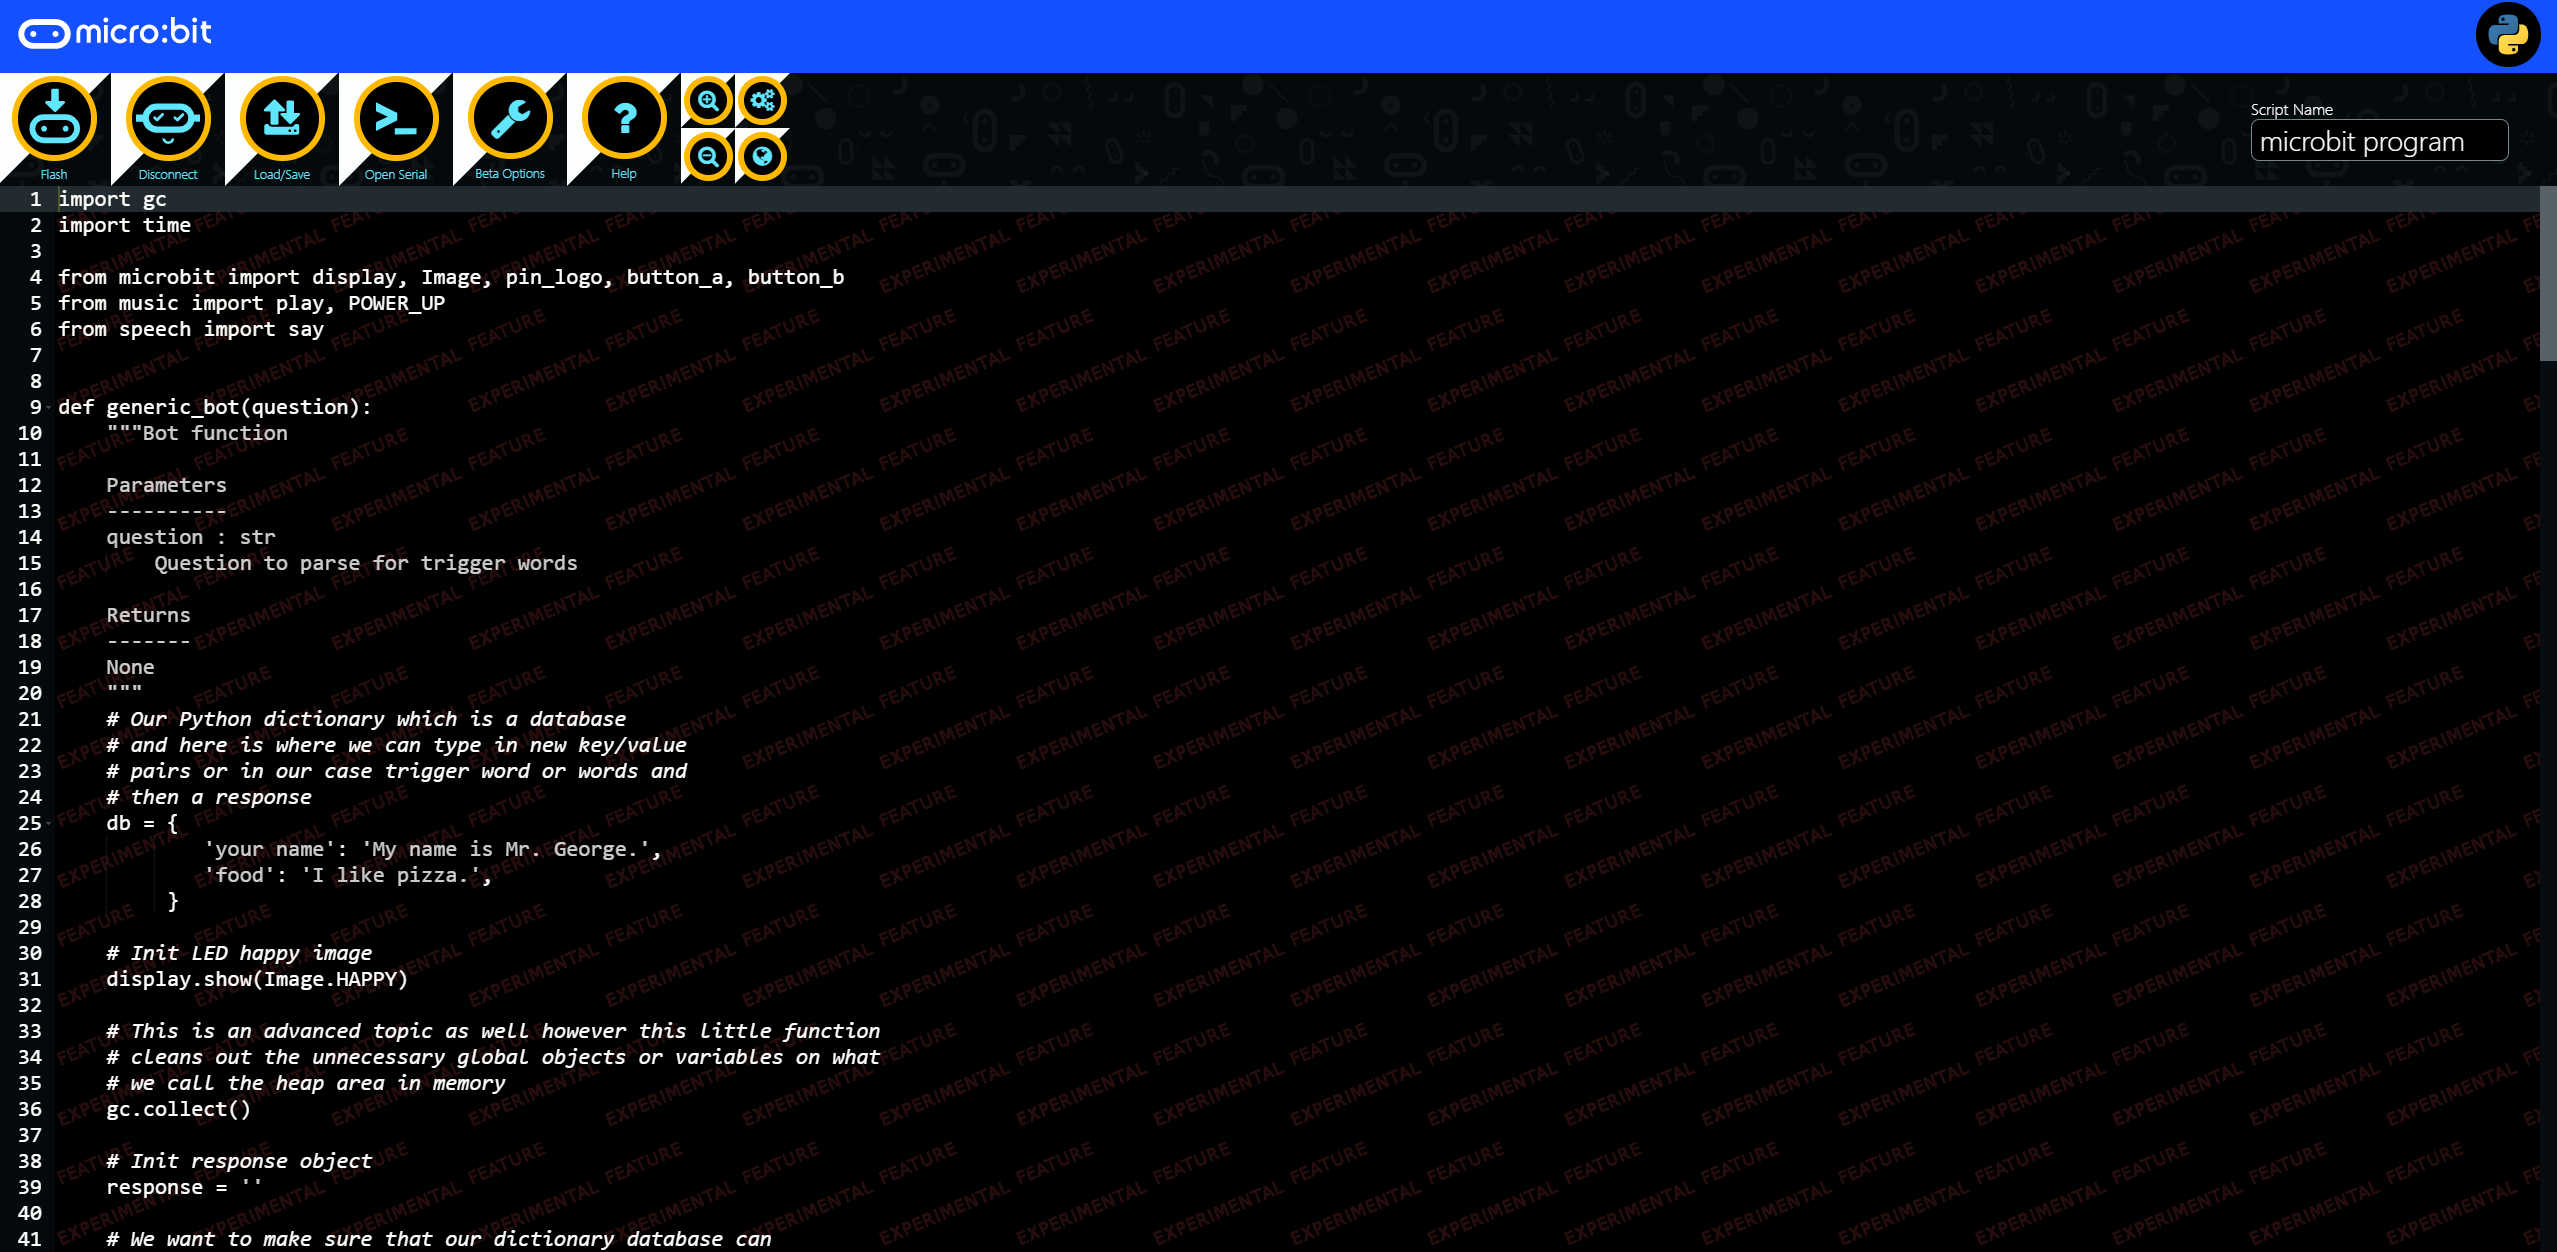 micro:bit
Flash
Disconnect
Load/Save
Open Serial
Beta Options
Help
Script Name
microbit program
1 import gc
2 import time
3
4 from microbit import display, Image, pin_logo, button_a, button_b
5 from music import play, POWER_UP
6 from speech import say
7
8
9 def generic_bot(question):
10     """Bot function
11
12     Parameters
13     ----------
14     question : str
15         Question to parse for trigger words
16
17     Returns
18     -------
19     None
20     """
21     # Our Python dictionary which is a database
22     # and here is where we can type in new key/value
23     # pairs or in our case trigger word or words and
24     # then a response
25     db = {
26             'your name': 'My name is Mr. George.',
27             'food': 'I like pizza.',
28          }
29
30     # Init LED happy image
31     display.show(Image.HAPPY)
32
33     # This is an advanced topic as well however this little function
34     # cleans out the unnecessary global objects or variables on what
35     # we call the heap area in memory
36     gc.collect()
37
38     # Init response object
39     response = ''
40
41     # We want to make sure that our dictionary database can
EXPERIMENTAL FEATURE